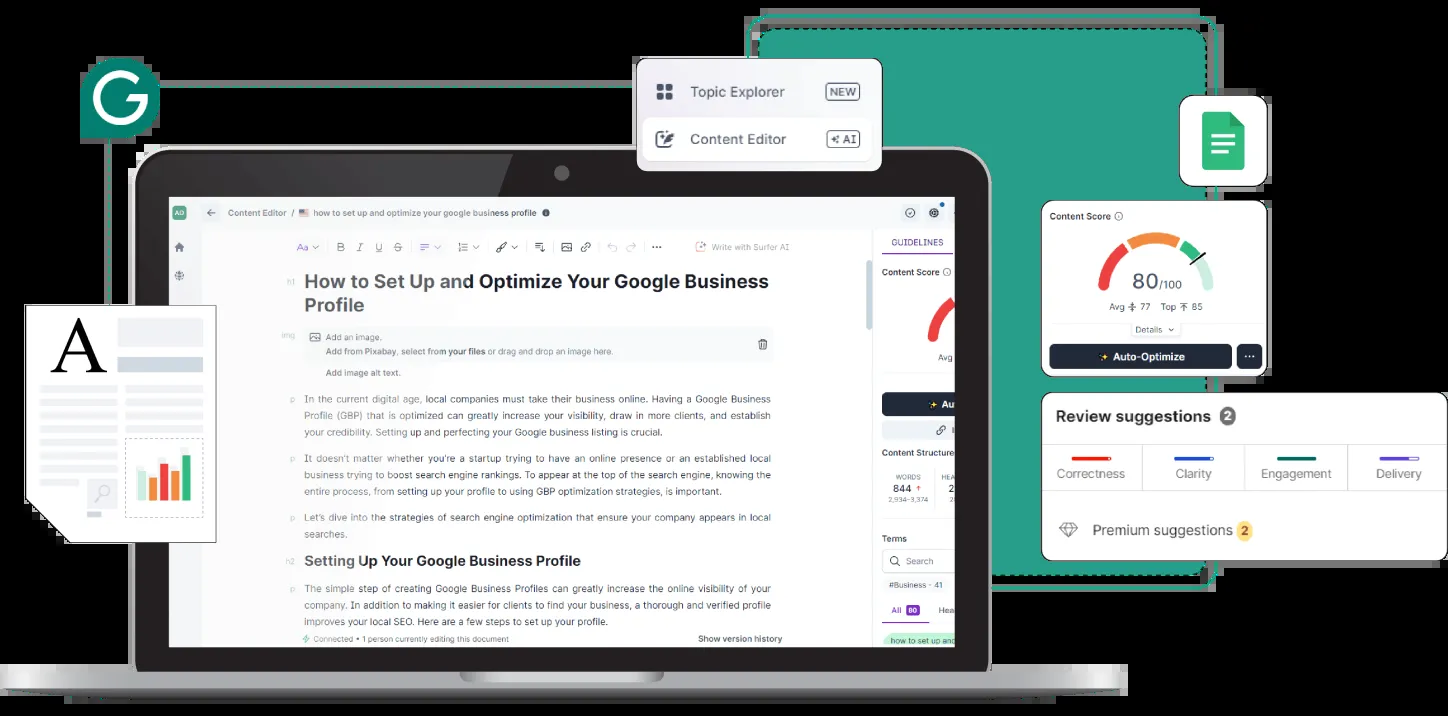 G
Topic Explorer NEW
Content Editor AI
AO
Content Editor / how to set up and optimize your google business profile
Aa B I U S Write with Surfer AI
GUIDELINES
h1 How to Set Up and Optimize Your Google Business
Profile
img Add an image.
Add from Pixabay, select from your files or drag and drop an image here.
Add image alt text.
p In the current digital age, local companies must take their business online. Having a Google Business
Profile (GBP) that is optimized can greatly increase your visibility, draw in more clients, and establish
your credibility. Setting up and perfecting your Google business listing is crucial.
p It doesn't matter whether you're a startup trying to have an online presence or an established local
business trying to boost search engine rankings. To appear at the top of the search engine, knowing the
entire process, from setting up your profile to using GBP optimization strategies, is important.
p Let's dive into the strategies of search engine optimization that ensure your company appears in local
searches.
h2 Setting Up Your Google Business Profile
p The simple step of creating Google Business Profiles can greatly increase the online visibility of your
company. In addition to making it easier for clients to find your business, a thorough and verified profile
improves your local SEO. Here are a few steps to set up your profile.
Connected • 1 person currently editing this document
Show version history
Content Score
Avg
Au
Content Structure
WORDS HEA
844 2
2,934–3,374
Terms
Search
#Business · 41
All 80 Hea
how to set up and
A
Content Score
80/100
Avg 77 Top 85
Details
Auto-Optimize
Review suggestions 2
Correctness Clarity Engagement Delivery
Premium suggestions 2